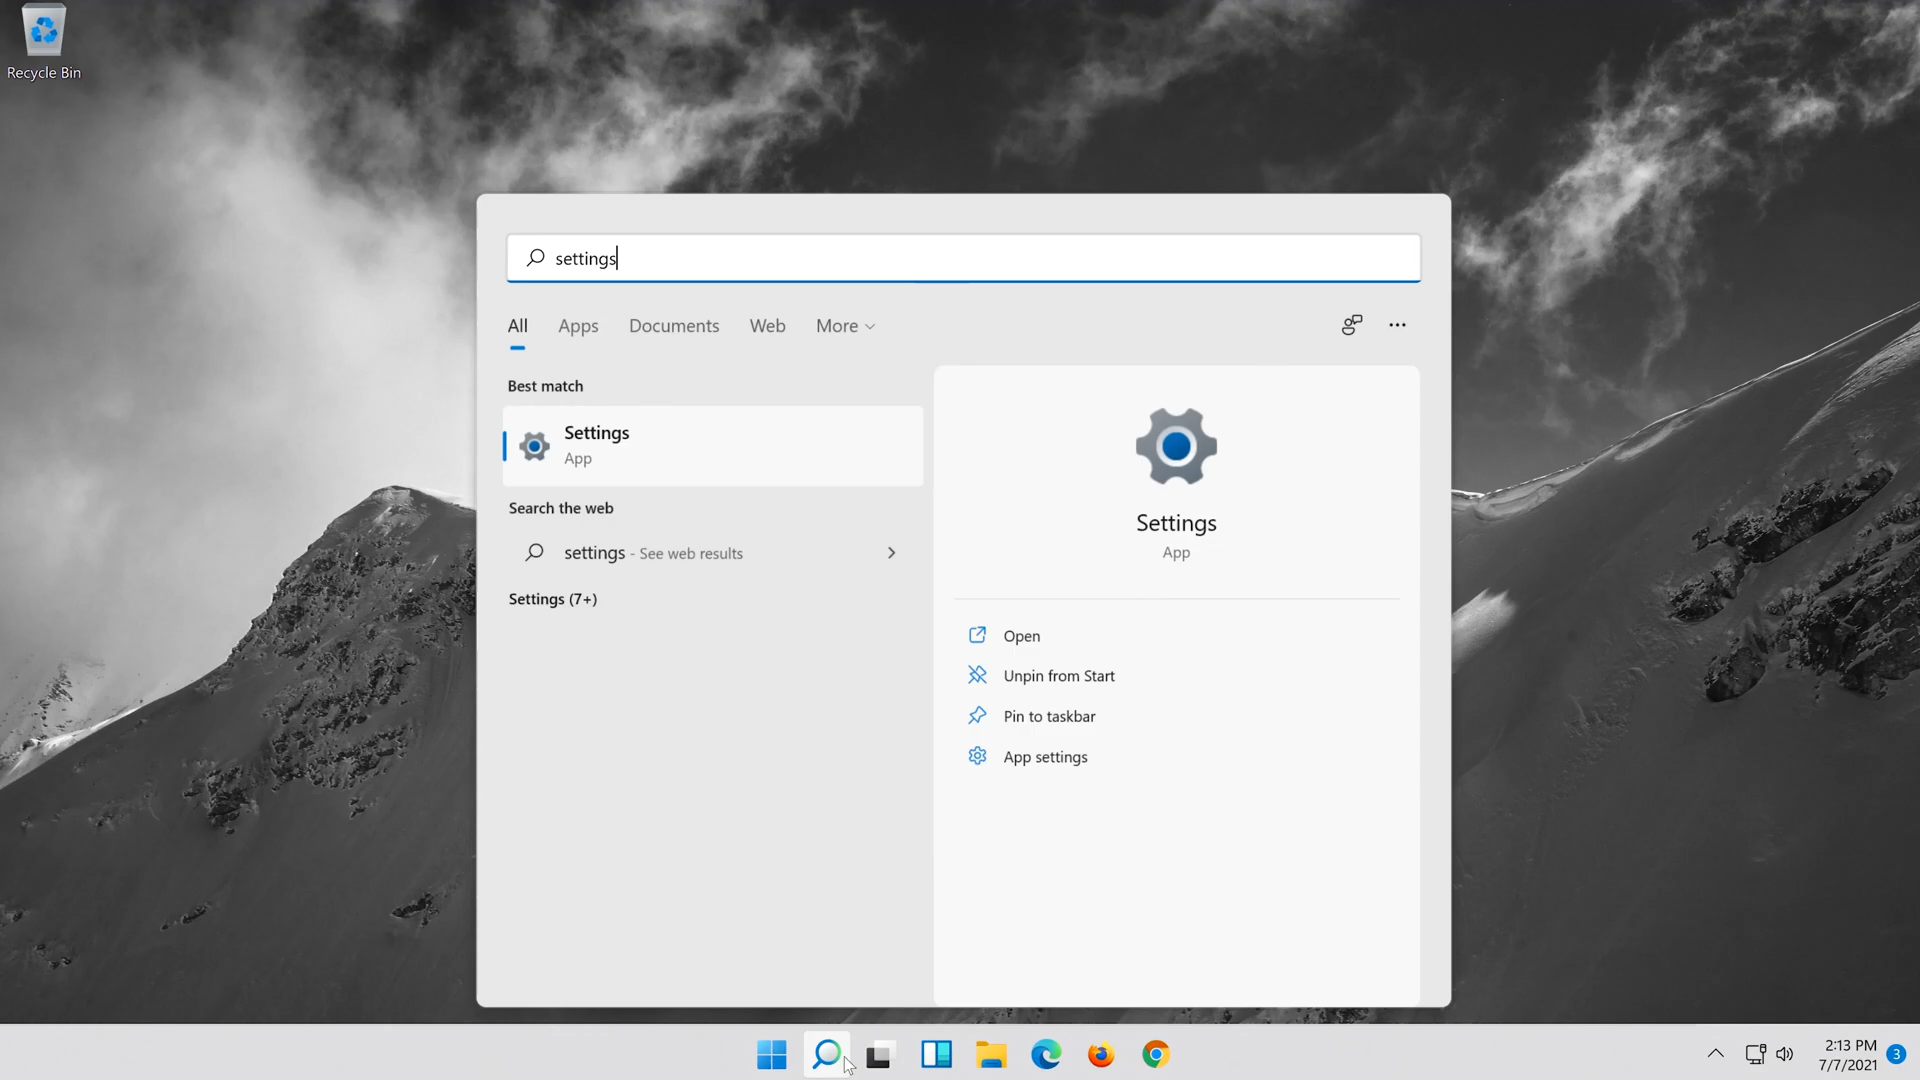 Recycle Bin
settings
All Apps Documents Web More
Best match
Settings
App
Search the web
settings - See web results
Settings (7+)
Settings
App
Open
Unpin from Start
Pin to taskbar
App settings
2:13 PM
7/7/2021
3